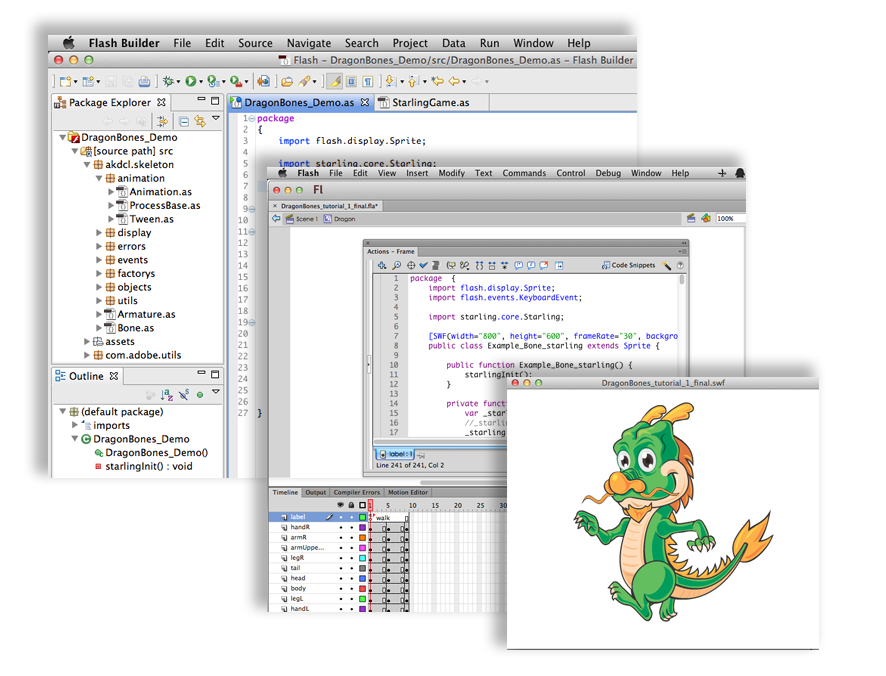 Flash Builder File Edit Source Navigate Search Project Data Run Window Help
Flash – DragonBones_Demo/src/DragonBones_Demo.as – Flash Builder
Package Explorer
DragonBones_Demo
[source path] src
akdcl.skeleton
animation
Animation.as
ProcessBase.as
Tween.as
display
errors
events
factorys
objects
utils
Armature.as
Bone.as
assets
com.adobe.utils
Outline
(default package)
imports
DragonBones_Demo
DragonBones_Demo()
starlingInit() : void
DragonBones_Demo.as StarlingGame.as
1 package
2 {
3 import flash.display.Sprite;
4
5 import starling.core.Starling;
6
7
8
9
10
11
12
13
14
15
16
17
18
19
20
21
22
23
24
25
26
27 }
Flash File Edit View Insert Modify Text Commands Control Debug Window Help
Fl
DragonBones_tutorial_1_final.fla*
Scene 1 Dragon 100%
Actions – Frame
Code Snippets
1 package {
2 import flash.display.Sprite;
3 import flash.events.KeyboardEvent;
4
5 import starling.core.Starling;
6
7 [SWF(width="800", height="600", frameRate="30", backgro
8 public class Example_Bone_starling extends Sprite {
9
10 public function Example_Bone_starling() {
11 starlingInit();
12 }
13
14 private funct
15 var _starl
16 //_starlin
17 _starling
label : 1
Line 241 of 241, Col 2
Timeline Output Compiler Errors Motion Editor
1 5 10 15 20 25 30
label walk
handR
armR
armUppe...
legR
tail
head
body
legL
handL
DragonBones_tutorial_1_final.swf